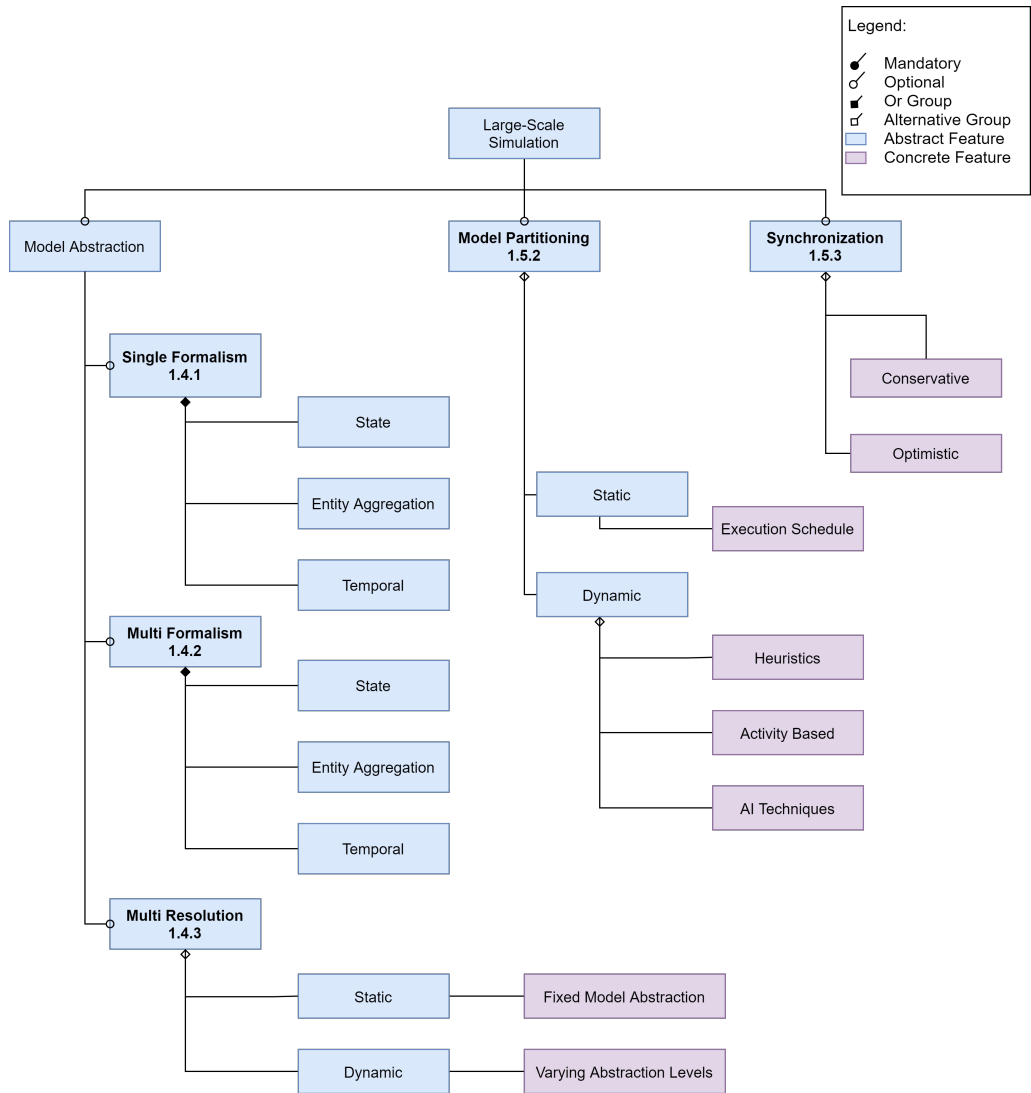 Legend:
Mandatory
Optional
Or Group
Alternative Group
Abstract Feature
Concrete Feature
Large-Scale
Simulation
Model Abstraction
Model Partitioning
1.5.2
Synchronization
1.5.3
Single Formalism
1.4.1
State
Entity Aggregation
Temporal
Multi Formalism
1.4.2
State
Entity Aggregation
Temporal
Multi Resolution
1.4.3
Static
Fixed Model Abstraction
Dynamic
Varying Abstraction Levels
Static
Execution Schedule
Dynamic
Heuristics
Activity Based
AI Techniques
Conservative
Optimistic